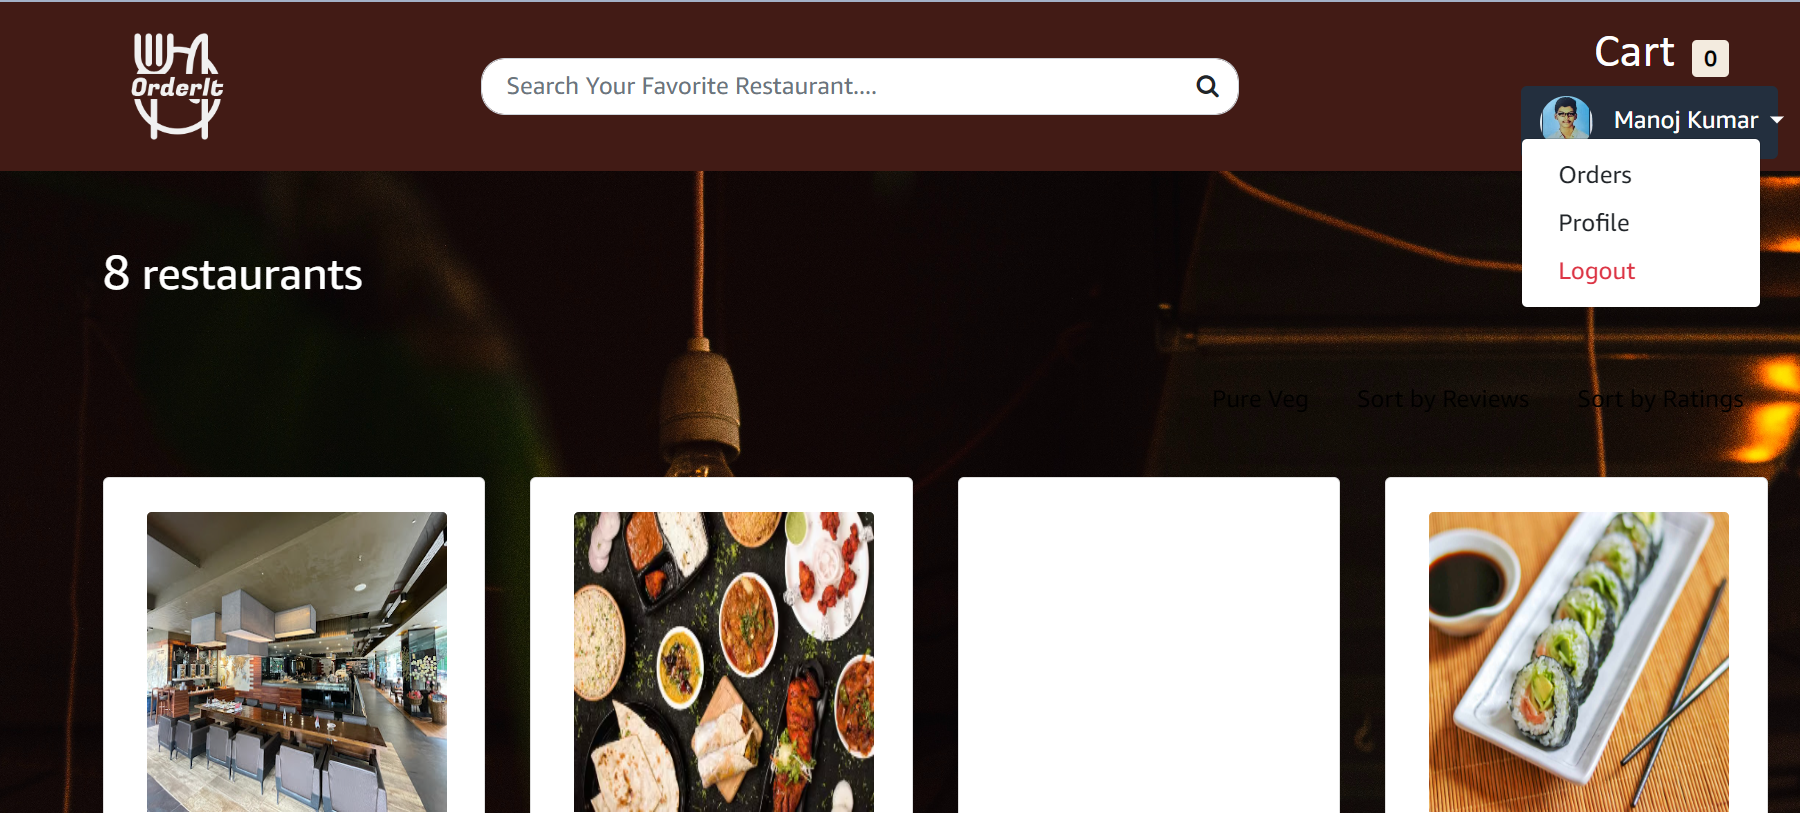 OrderIt
Search Your Favorite Restaurant....
Cart 0
Manoj Kumar
Orders
Profile
Logout
8 restaurants
Pure Veg Sort by Reviews Sort by Ratings